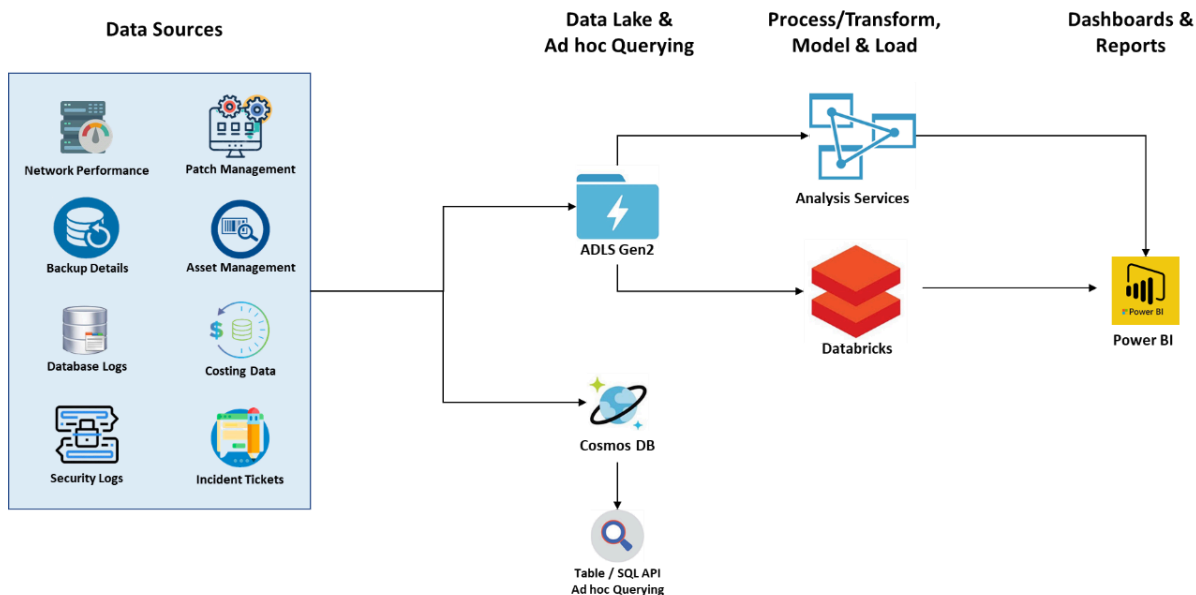 Data Sources
Data Lake &
Ad hoc Querying
Process/Transform,
Model & Load
Dashboards &
Reports
Network Performance
Patch Management
Backup Details
Asset Management
Database Logs
Costing Data
Security Logs
Incident Tickets
ADLS Gen2
Cosmos DB
Table / SQL API
Ad hoc Querying
Analysis Services
Databricks
Power BI
Power BI